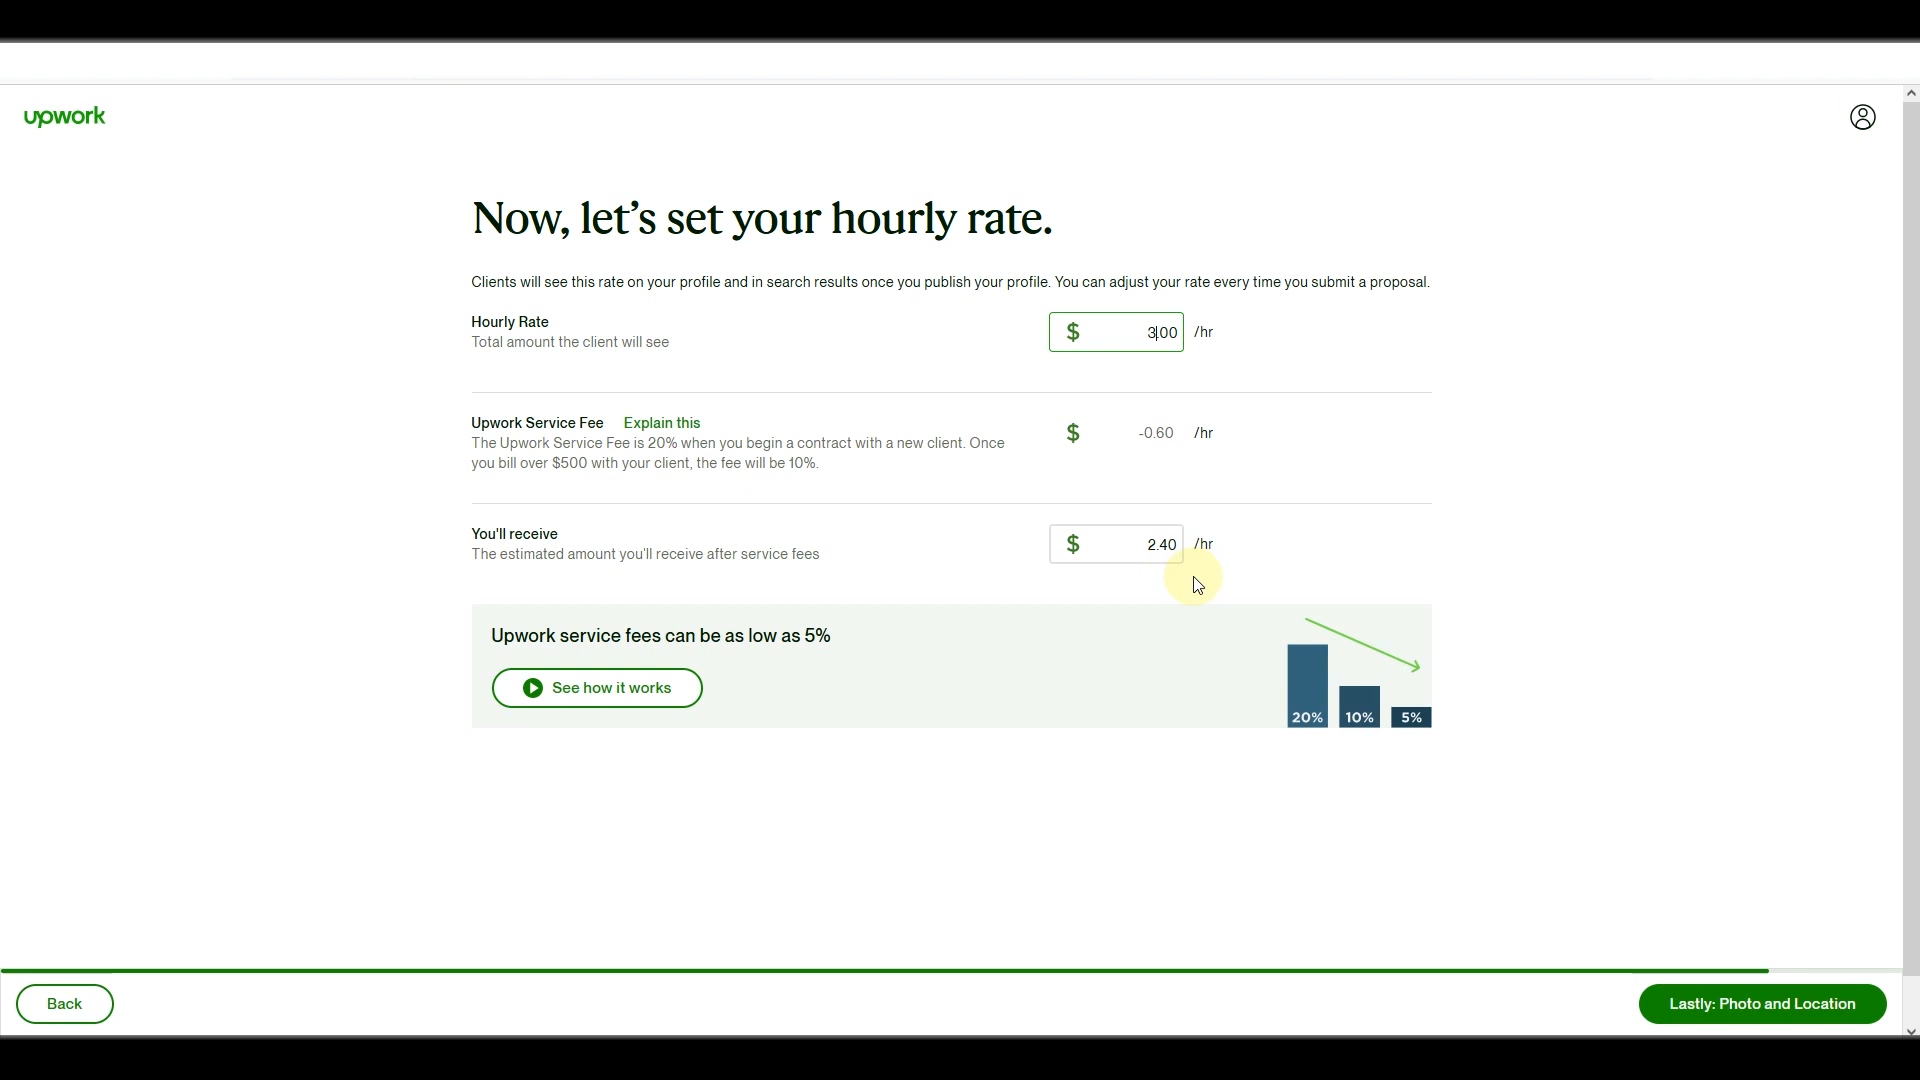 upwork
Now, let's set your hourly rate.
Clients will see this rate on your profile and in search results once you publish your profile. You can adjust your rate every time you submit a proposal.
Hourly Rate
Total amount the client will see
$ 3.00 /hr
Upwork Service Fee Explain this
The Upwork Service Fee is 20% when you begin a contract with a new client. Once
you bill over $500 with your client, the fee will be 10%.
$ -0.60 /hr
You'll receive
The estimated amount you'll receive after service fees
$ 2.40 /hr
Upwork service fees can be as low as 5%
See how it works
20% 10% 5%
Back
Lastly: Photo and Location